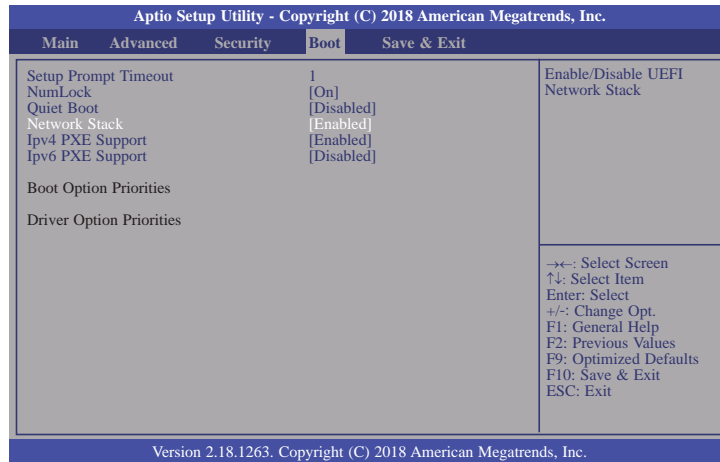 Aptio Setup Utility - Copyright (C) 2018 American Megatrends, Inc.
Main Advanced Security Boot Save & Exit
Setup Prompt Timeout 1
NumLock [On]
Quiet Boot [Disabled]
Network Stack [Enabled]
Ipv4 PXE Support [Enabled]
Ipv6 PXE Support [Disabled]
Boot Option Priorities
Driver Option Priorities
Enable/Disable UEFI
Network Stack
→←: Select Screen
↑↓: Select Item
Enter: Select
+/-: Change Opt.
F1: General Help
F2: Previous Values
F9: Optimized Defaults
F10: Save & Exit
ESC: Exit
Version 2.18.1263. Copyright (C) 2018 American Megatrends, Inc.